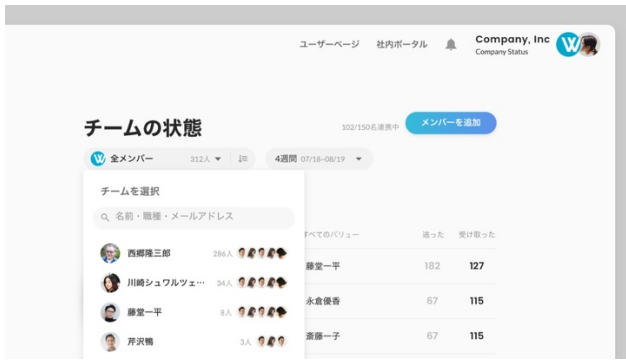 ユーザーページ 社内ポータル Company, Inc
Company Status
チームの状態 102/150名連携中 メンバーを追加
全メンバー 312人 4週間 07/18–08/19
チームを選択
名前・職種・メールアドレス
すべてのバリュー 送った 受け取った
西郷隆三郎 286人
藤堂一平 182 127
川崎シュワルツェ… 34人
永倉優香 67 115
藤堂一平 8人
斎藤一子 67 115
芹沢鴨 3人